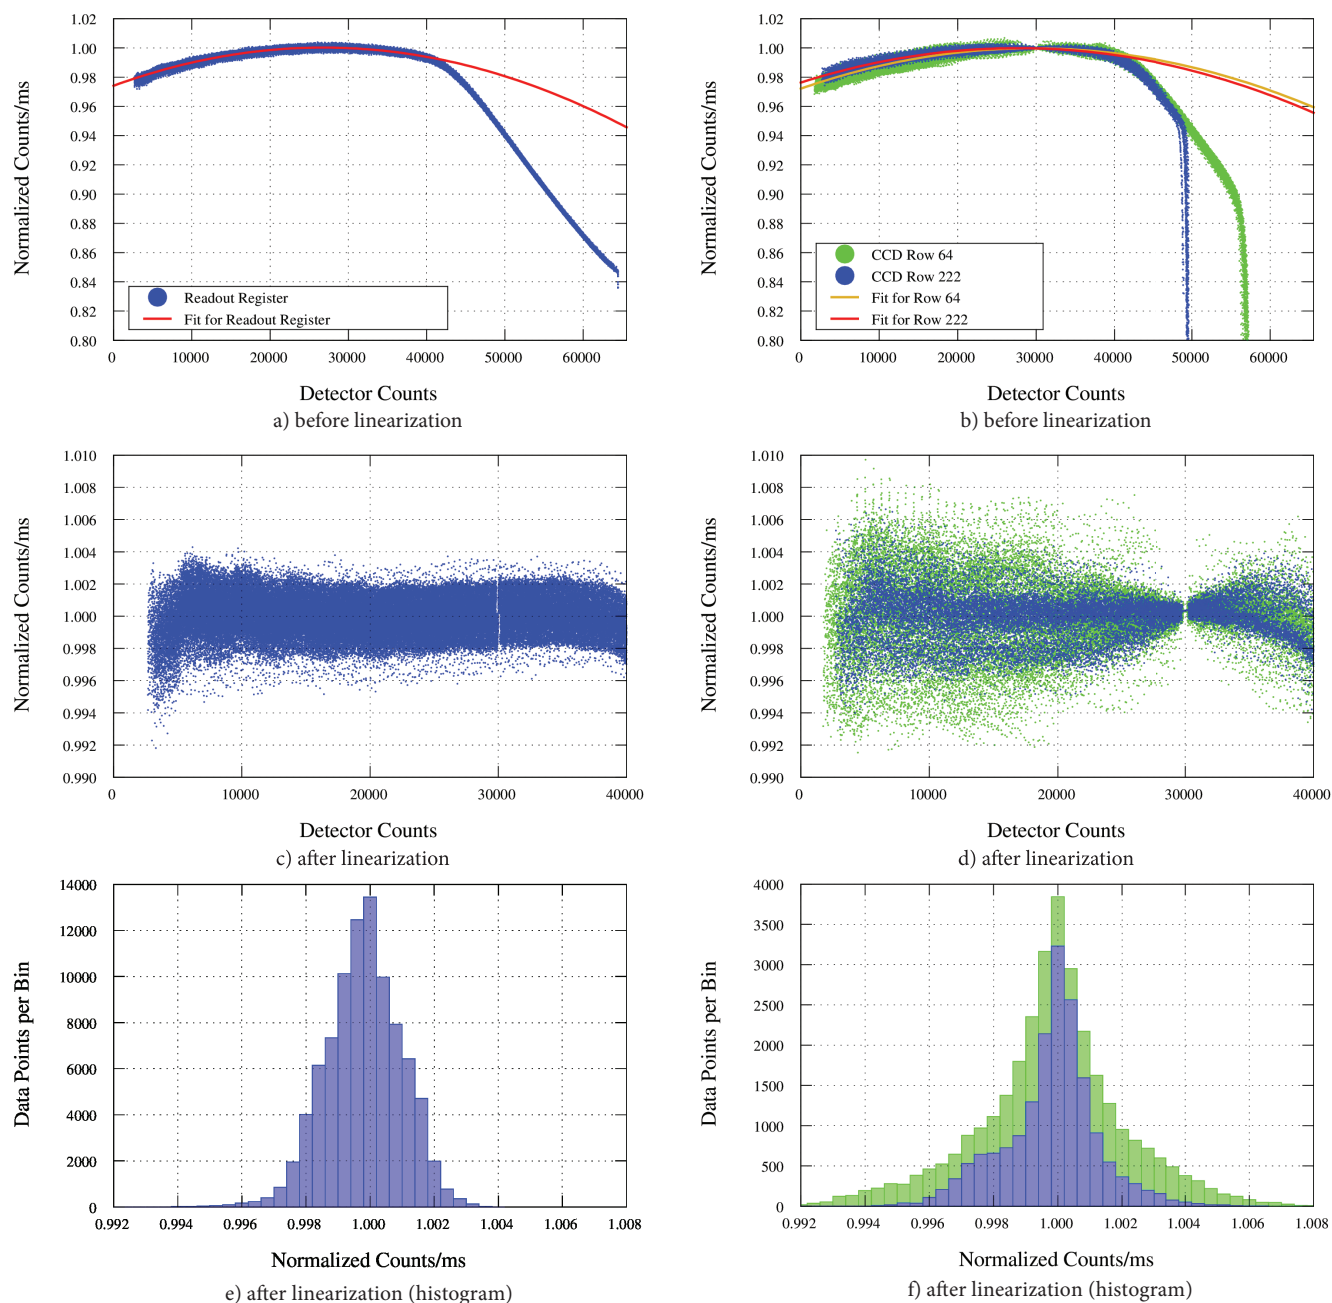 1.02
1.00
0.98
0.96
0.94
0.92
0.90
0.88
0.86
0.84
0.82
0.80
Normalized Counts/ms
Readout Register
Fit for Readout Register
0 10000 20000 30000 40000 50000 60000
Detector Counts
a) before linearization
1.02
1.00
0.98
0.96
0.94
0.92
0.90
0.88
0.86
0.84
0.82
0.80
Normalized Counts/ms
CCD Row 64
CCD Row 222
Fit for Row 64
Fit for Row 222
0 10000 20000 30000 40000 50000 60000
Detector Counts
b) before linearization
1.010
1.008
1.006
1.004
1.002
1.000
0.998
0.996
0.994
0.992
0.990
Normalized Counts/ms
0 10000 20000 30000 40000
Detector Counts
c) after linearization
1.010
1.008
1.006
1.004
1.002
1.000
0.998
0.996
0.994
0.992
0.990
Normalized Counts/ms
0 10000 20000 30000 40000
Detector Counts
d) after linearization
14000
12000
10000
8000
6000
4000
2000
0
Data Points per Bin
0.992 0.994 0.996 0.998 1.000 1.002 1.004 1.006 1.008
Normalized Counts/ms
e) after linearization (histogram)
4000
3500
3000
2500
2000
1500
1000
500
0
Data Points per Bin
0.992 0.994 0.996 0.998 1.000 1.002 1.004 1.006 1.008
Normalized Counts/ms
f) after linearization (histogram)